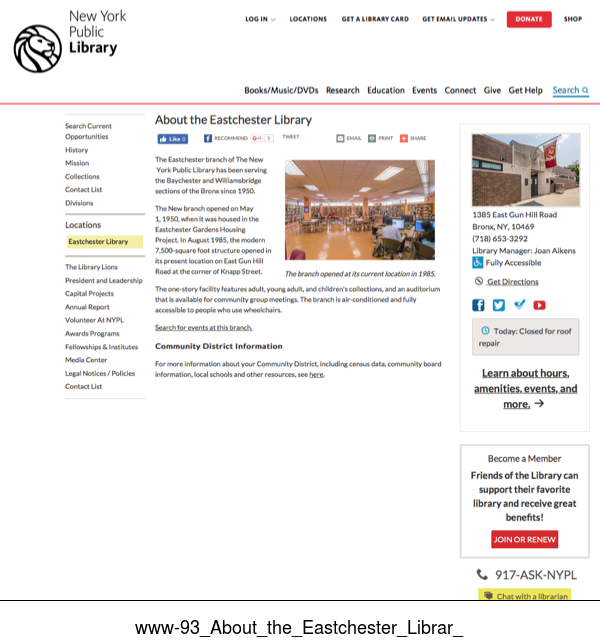 New York
Public
Library
LOG IN LOCATIONS GET A LIBRARY CARD GET EMAIL UPDATES DONATE SHOP
Books/Music/DVDs Research Education Events Connect Give Get Help Search
Search Current
Opportunities
History
Mission
Collections
Contact List
Divisions
Locations
Eastchester Library
The Library Lions
President and Leadership
Capital Projects
Annual Report
Volunteer At NYPL
Awards Programs
Fellowships & Institutes
Media Center
Legal Notices / Policies
Contact List
About the Eastchester Library
Like 0 RECOMMEND G+1 0 TWEET EMAIL PRINT SHARE
The Eastchester branch of The New
York Public Library has been serving
the Baychester and Williamsbridge
sections of the Bronx since 1950.
The New branch opened on May
1, 1950, when it was housed in the
Eastchester Gardens Housing
Project. In August 1985, the modern
7,500-square foot structure opened in
its present location on East Gun Hill
Road at the corner of Knapp Street.
The branch opened at its current location in 1985.
The one-story facility features adult, young adult, and children's collections, and an auditorium
that is available for community group meetings. The branch is air-conditioned and fully
accessible to people who use wheelchairs.
Search for events at this branch.
Community District Information
For more information about your Community District, including census data, community board
information, local schools and other resources, see here.
1385 East Gun Hill Road
Bronx, NY, 10469
(718) 653-3292
Library Manager: Joan Aikens
Fully Accessible
Get Directions
Today: Closed for roof
repair
Learn about hours,
amenities, events, and
more. →
Become a Member
Friends of the Library can
support their favorite
library and receive great
benefits!
JOIN OR RENEW
917-ASK-NYPL
Chat with a librarian
www-93_About_the_Eastchester_Librar_